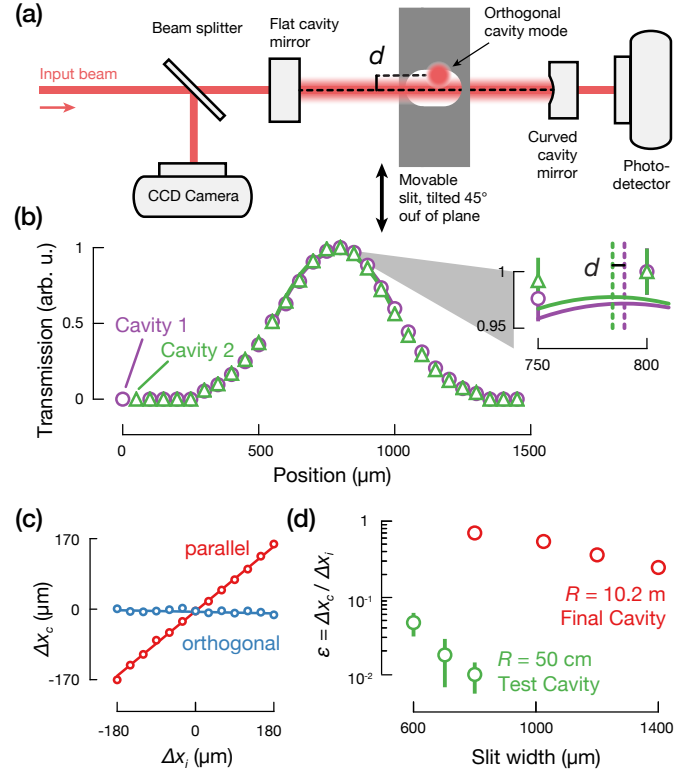 (a)
Beam splitter
Flat cavity
mirror
Orthogonal
cavity mode
d
Input beam
CCD Camera
Movable
slit, tilted 45°
ouf of plane
Curved
cavity
mirror
Photo-
detector
(b)
Transmission (arb. u.)
1
0.5
0
Cavity 1
Cavity 2
0
500
1000
1500
Position (μm)
d
1
0.95
750
800
(c)
170
0
-170
Δx_c (μm)
parallel
orthogonal
-180
0
180
Δx_i (μm)
(d)
ε = Δx_c / Δx_i
1
10⁻¹
10⁻²
R = 10.2 m
Final Cavity
R = 50 cm
Test Cavity
600
1000
1400
Slit width (μm)